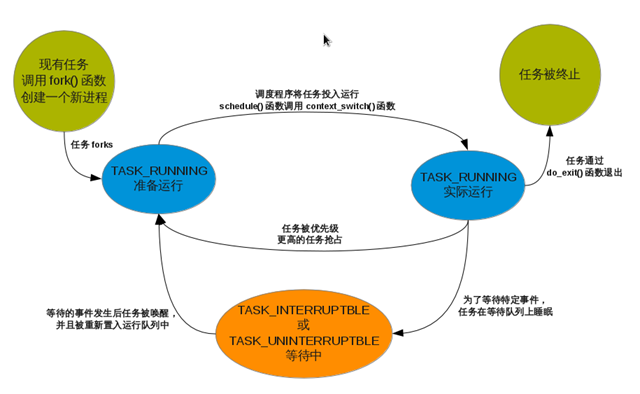 现有任务
调用 fork() 函数
创建一个新进程
任务被终止
调度程序将任务投入运行
schedule() 函数调用 context_switch() 函数
任务 forks
任务通过
do_exit() 函数退出
TASK_RUNNING
准备运行
TASK_RUNNING
实际运行
任务被优先级
更高的任务抢占
等待的事件发生后任务被唤醒，
并且被重新置入运行队列中
TASK_INTERRUPTBLE
或
TASK_UNINTERRUPTBLE
等待中
为了等待特定事件，
任务在等待队列上睡眠